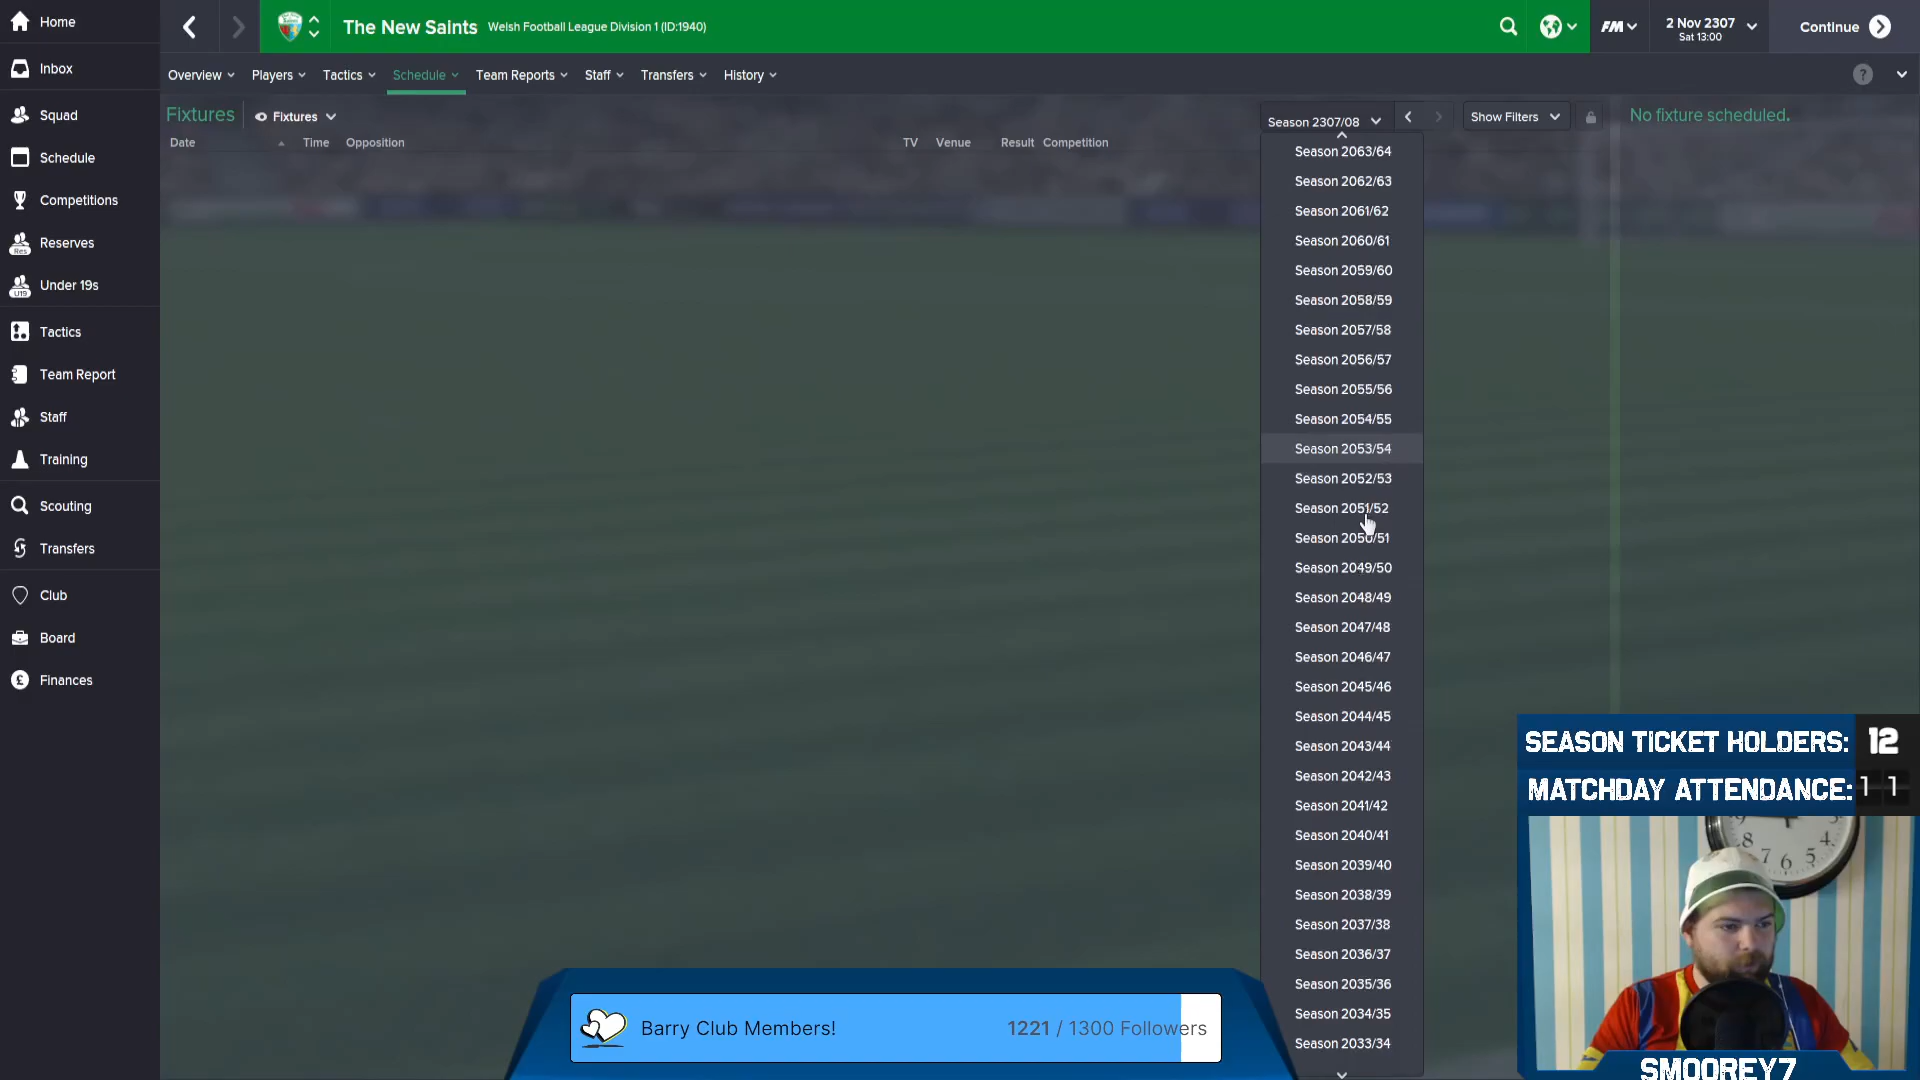 Home
Inbox
Squad
Schedule
Competitions
Reserves
Under 19s
Tactics
Team Report
Staff
Training
Scouting
Transfers
Club
Board
Finances
The New Saints
Welsh Football League Division 1 (ID:1940)
FM
2 Nov 2307
Sat 13:00
Continue
Overview
Players
Tactics
Schedule
Team Reports
Staff
Transfers
History
?
Fixtures
Fixtures
Season 2307/08
Show Filters
No fixture scheduled.
Date
Time
Opposition
TV
Venue
Result
Competition
Season 2063/64
Season 2062/63
Season 2061/62
Season 2060/61
Season 2059/60
Season 2058/59
Season 2057/58
Season 2056/57
Season 2055/56
Season 2054/55
Season 2053/54
Season 2052/53
Season 2051/52
Season 2050/51
Season 2049/50
Season 2048/49
Season 2047/48
Season 2046/47
Season 2045/46
Season 2044/45
Season 2043/44
Season 2042/43
Season 2041/42
Season 2040/41
Season 2039/40
Season 2038/39
Season 2037/38
Season 2036/37
Season 2035/36
Season 2034/35
Season 2033/34
SEASON TICKET HOLDERS: 12
MATCHDAY ATTENDANCE: 11
Barry Club Members!
1221 / 1300 Followers
SMOOREY7